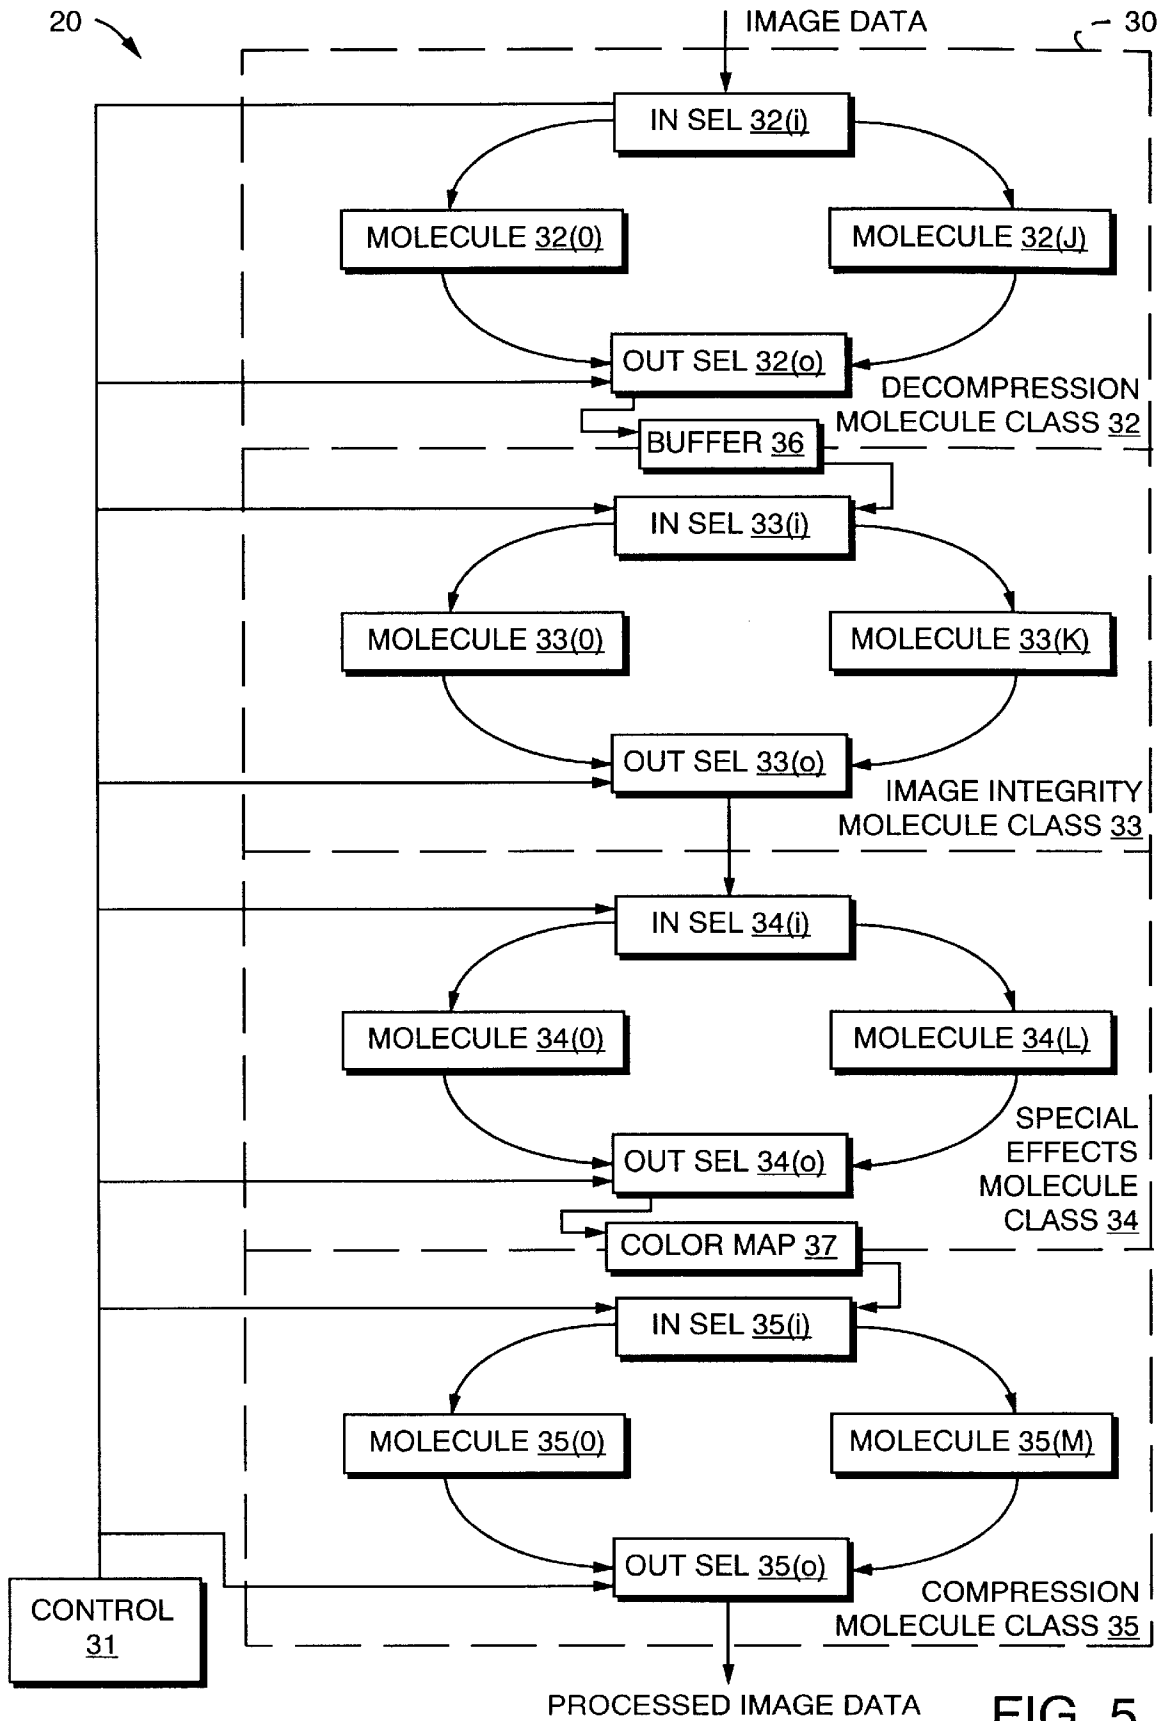 20
IMAGE DATA
30
IN SEL 32(i)
MOLECULE 32(0)
MOLECULE 32(J)
OUT SEL 32(o)
DECOMPRESSION
MOLECULE CLASS 32
BUFFER 36
IN SEL 33(i)
MOLECULE 33(0)
MOLECULE 33(K)
OUT SEL 33(o)
IMAGE INTEGRITY
MOLECULE CLASS 33
IN SEL 34(i)
MOLECULE 34(0)
MOLECULE 34(L)
SPECIAL
EFFECTS
MOLECULE
CLASS 34
OUT SEL 34(o)
COLOR MAP 37
IN SEL 35(i)
MOLECULE 35(0)
MOLECULE 35(M)
OUT SEL 35(o)
COMPRESSION
MOLECULE CLASS 35
CONTROL
31
PROCESSED IMAGE DATA
FIG. 5